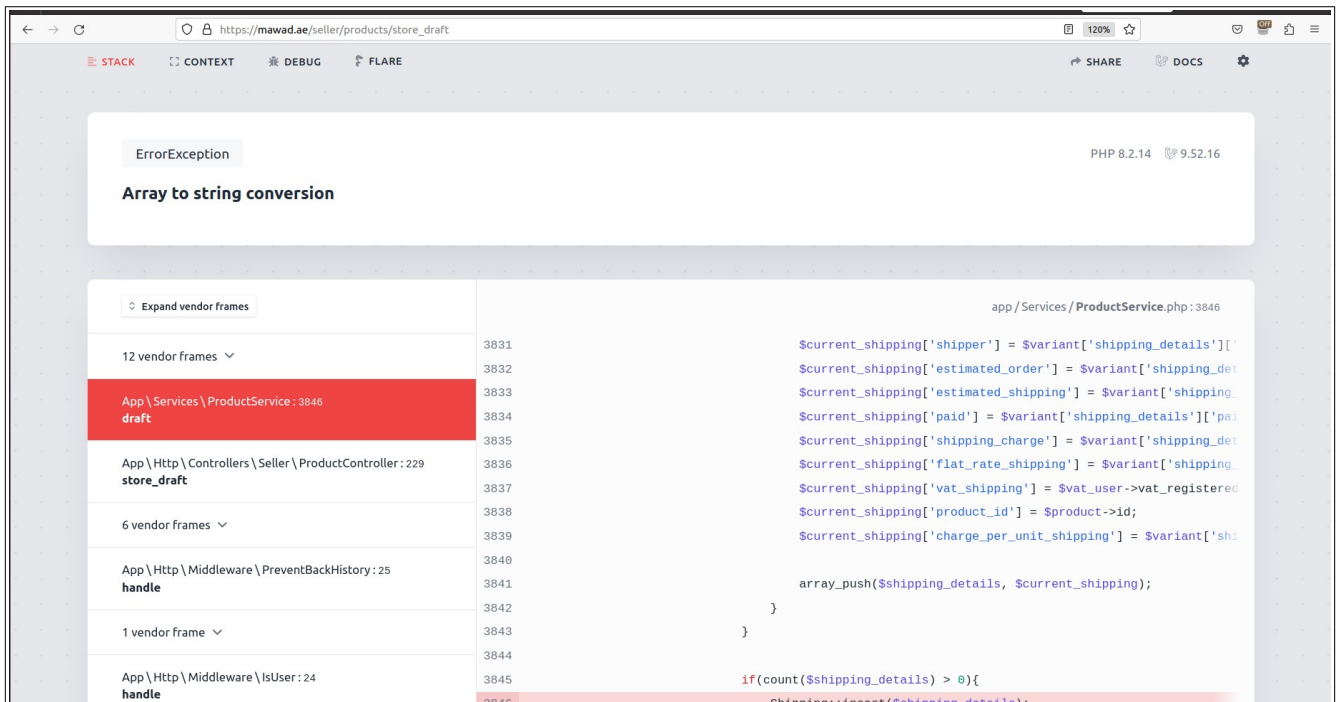 https://mawad.ae/seller/products/store_draft
120%
Off
STACK
CONTEXT
DEBUG
FLARE
SHARE
DOCS
ErrorException
PHP 8.2.14
9.52.16
Array to string conversion
Expand vendor frames
12 vendor frames
App\Services\ProductService:3846
draft
App\Http\Controllers\Seller\ProductController:229
store_draft
6 vendor frames
App\Http\Middleware\PreventBackHistory:25
handle
1 vendor frame
App\Http\Middleware\IsUser:24
handle
app/Services/ProductService.php:3846
3831 $current_shipping['shipper'] = $variant['shipping_details']['
3832 $current_shipping['estimated_order'] = $variant['shipping_det
3833 $current_shipping['estimated_shipping'] = $variant['shipping_
3834 $current_shipping['paid'] = $variant['shipping_details']['pai
3835 $current_shipping['shipping_charge'] = $variant['shipping_det
3836 $current_shipping['flat_rate_shipping'] = $variant['shipping_
3837 $current_shipping['vat_shipping'] = $vat_user->vat_registered
3838 $current_shipping['product_id'] = $product->id;
3839 $current_shipping['charge_per_unit_shipping'] = $variant['shi
3840
3841 array_push($shipping_details, $current_shipping);
3842 }
3843 }
3844
3845 if(count($shipping_details) > 0){
3846 Shipping::insert($shipping_details);